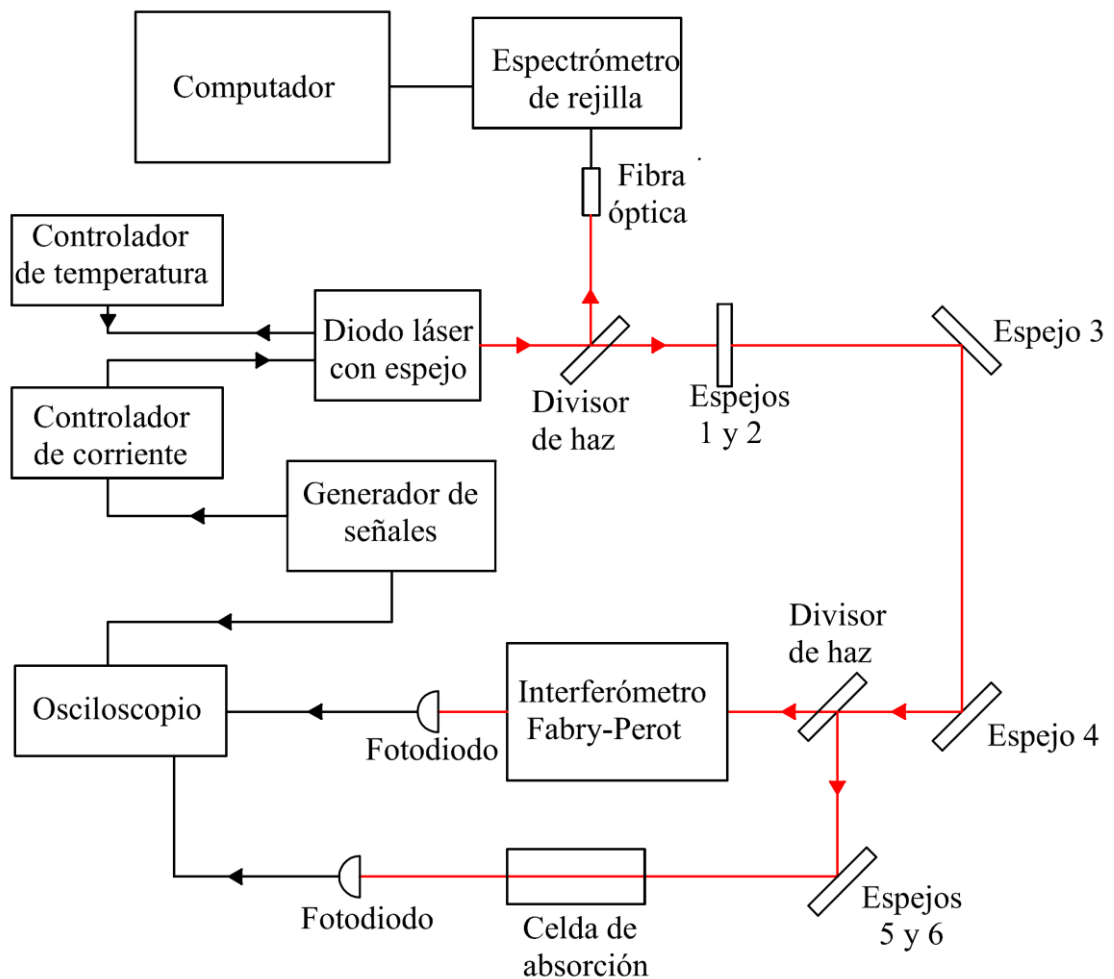 Computador
Espectrómetro
de rejilla
Fibra
óptica
Controlador
de temperatura
Diodo láser
con espejo
Divisor
de haz
Espejos
1 y 2
Espejo 3
Controlador
de corriente
Generador de
señales
Divisor
de haz
Osciloscopio
Fotodiodo
Interferómetro
Fabry-Perot
Espejo 4
Fotodiodo
Celda de
absorción
Espejos
5 y 6